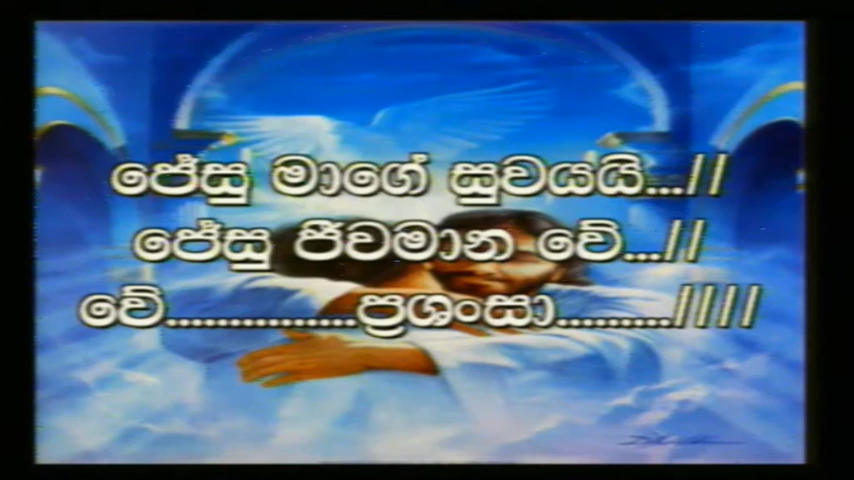 ජේසු මාගේ සුවයයි...//
ජේසු ජීවමාන වේ...//
වේ...............ප්‍රශංසා.........////